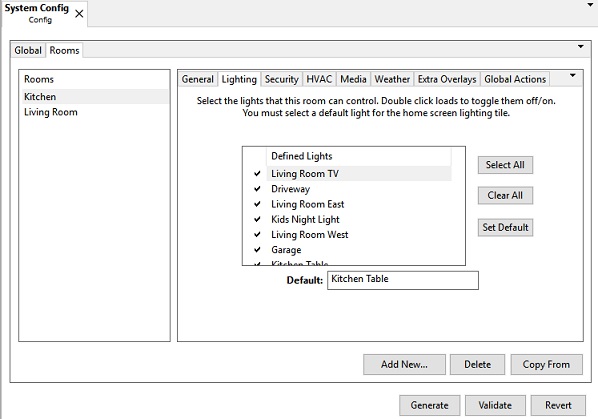 System Config
Config
Global Rooms
Rooms
Kitchen
Living Room
General Lighting Security HVAC Media Weather Extra Overlays Global Actions
Select the lights that this room can control. Double click loads to toggle them off/on.
You must select a default light for the home screen lighting tile.
Defined Lights
Living Room TV
Driveway
Living Room East
Kids Night Light
Living Room West
Garage
Kitchen Table
Select All
Clear All
Set Default
Default: Kitchen Table
Add New... Delete Copy From
Generate Validate Revert